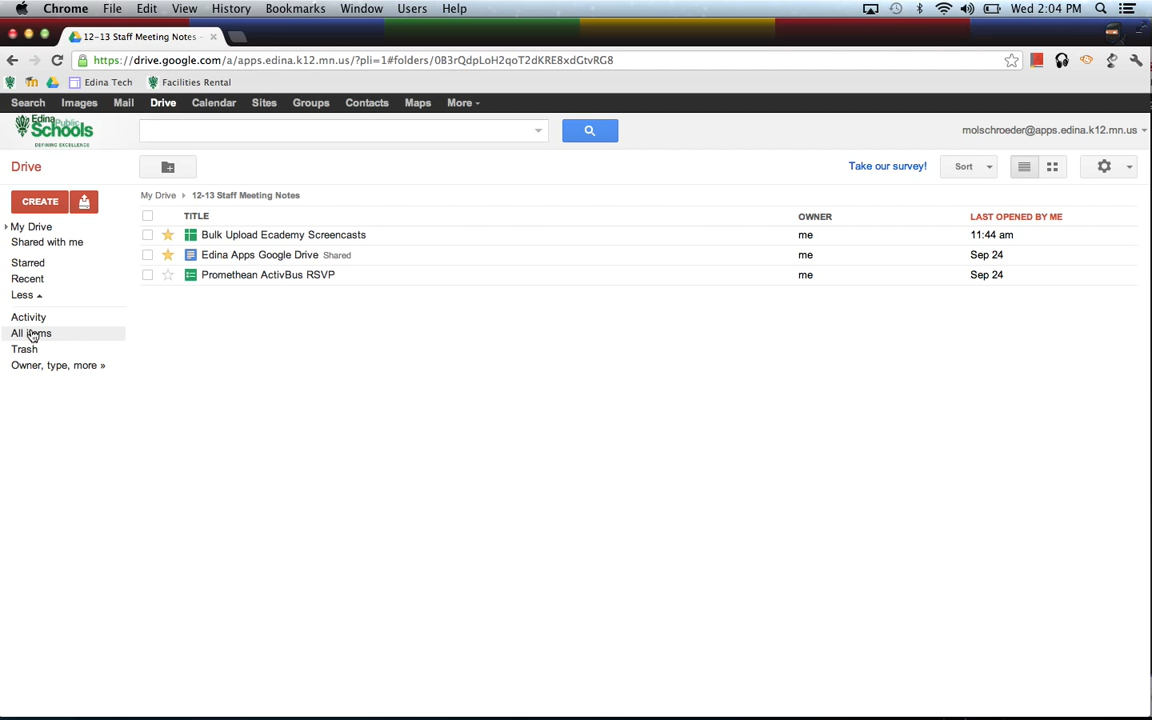 Chrome File Edit View History Bookmarks Window Users Help Wed 2:04 PM
12-13 Staff Meeting Notes -
https://drive.google.com/a/apps.edina.k12.mn.us/?pli=1#folders/0B3rQdpLoH2qoT2dKRE8xdGtvRG8
Edina Tech Facilities Rental
Search Images Mail Drive Calendar Sites Groups Contacts Maps More
Edina Public
Schools
DEFINING EXCELLENCE
molschroeder@apps.edina.k12.mn.us
Drive
Take our survey! Sort
CREATE
My Drive 12-13 Staff Meeting Notes
TITLE OWNER LAST OPENED BY ME
My Drive
Bulk Upload Ecademy Screencasts me 11:44 am
Shared with me
Edina Apps Google Drive Shared me Sep 24
Starred
Promethean ActivBus RSVP me Sep 24
Recent
Less
Activity
All items
Trash
Owner, type, more »